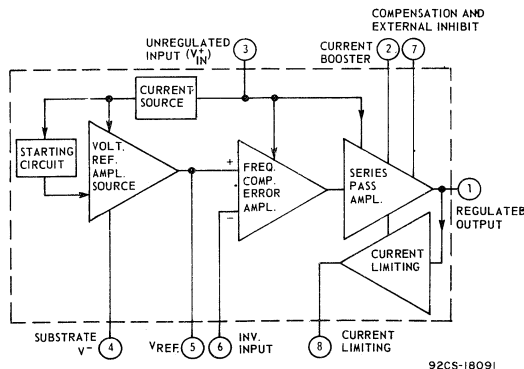 COMPENSATION AND
EXTERNAL INHIBIT
UNREGULATED
INPUT (V+IN)
3
CURRENT
BOOSTER
2
7
CURRENT
SOURCE
STARTING
CIRCUIT
VOLT.
REF.
AMPL.
SOURCE
+
−
FREQ.
COMP.
ERROR
AMPL.
SERIES
PASS
AMPL.
1
REGULATED
OUTPUT
CURRENT
LIMITING
SUBSTRATE
V−
4
VREF.
5
6
INV.
INPUT
8
CURRENT
LIMITING
92CS-18091